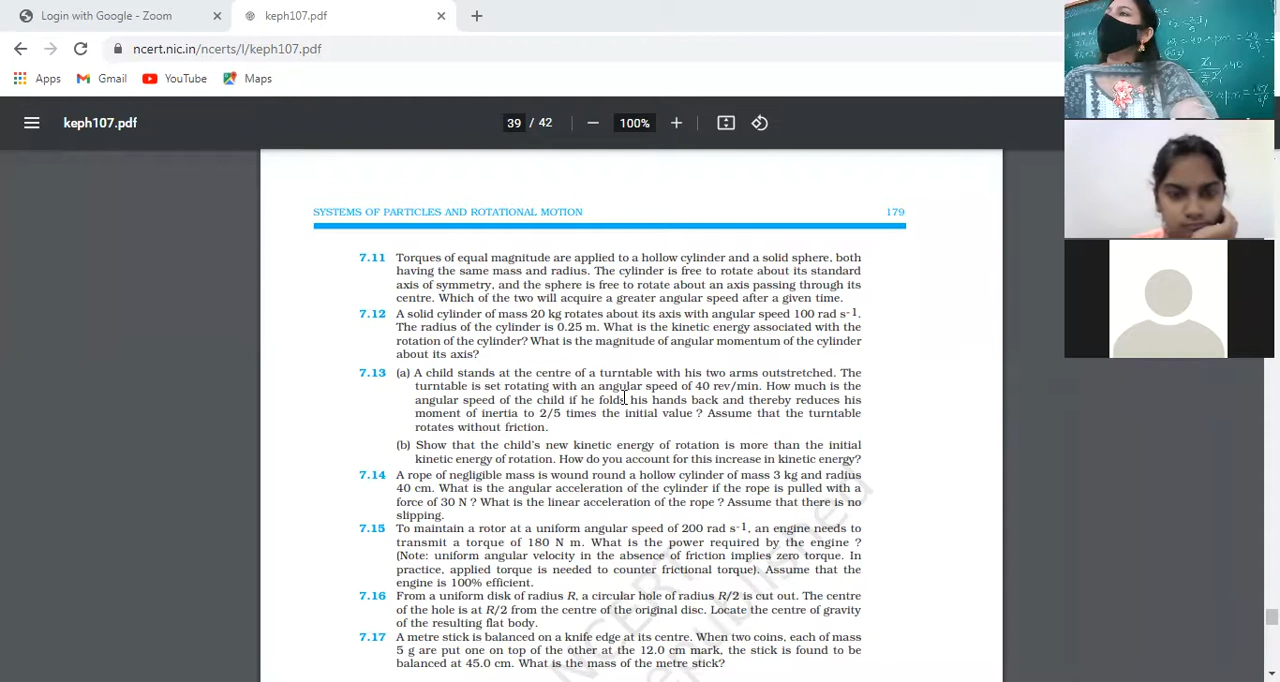 Login with Google - Zoom
keph107.pdf
ncert.nic.in/ncerts/l/keph107.pdf
Apps
Gmail
YouTube
Maps
keph107.pdf
39 / 42
100%
SYSTEMS OF PARTICLES AND ROTATIONAL MOTION 179
7.11 Torques of equal magnitude are applied to a hollow cylinder and a solid sphere, both
having the same mass and radius. The cylinder is free to rotate about its standard
axis of symmetry, and the sphere is free to rotate about an axis passing through its
centre. Which of the two will acquire a greater angular speed after a given time.
7.12 A solid cylinder of mass 20 kg rotates about its axis with angular speed 100 rad s-1.
The radius of the cylinder is 0.25 m. What is the kinetic energy associated with the
rotation of the cylinder? What is the magnitude of angular momentum of the cylinder
about its axis?
7.13 (a) A child stands at the centre of a turntable with his two arms outstretched. The
turntable is set rotating with an angular speed of 40 rev/min. How much is the
angular speed of the child if he folds his hands back and thereby reduces his
moment of inertia to 2/5 times the initial value ? Assume that the turntable
rotates without friction.
(b) Show that the child's new kinetic energy of rotation is more than the initial
kinetic energy of rotation. How do you account for this increase in kinetic energy?
7.14 A rope of negligible mass is wound round a hollow cylinder of mass 3 kg and radius
40 cm. What is the angular acceleration of the cylinder if the rope is pulled with a
force of 30 N ? What is the linear acceleration of the rope ? Assume that there is no
slipping.
7.15 To maintain a rotor at a uniform angular speed of 200 rad s-1, an engine needs to
transmit a torque of 180 N m. What is the power required by the engine ?
(Note: uniform angular velocity in the absence of friction implies zero torque. In
practice, applied torque is needed to counter frictional torque). Assume that the
engine is 100% efficient.
7.16 From a uniform disk of radius R, a circular hole of radius R/2 is cut out. The centre
of the hole is at R/2 from the centre of the original disc. Locate the centre of gravity
of the resulting flat body.
7.17 A metre stick is balanced on a knife edge at its centre. When two coins, each of mass
5 g are put one on top of the other at the 12.0 cm mark, the stick is found to be
balanced at 45.0 cm. What is the mass of the metre stick?
NCERT
republished